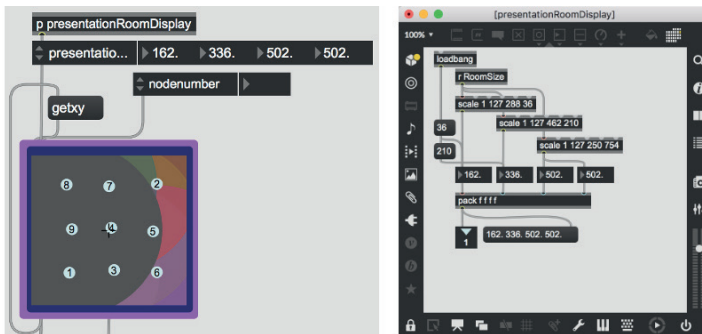 p presentationRoomDisplay
presentatio... 162. 336. 502. 502.
nodenumber
getxy
8 7 2
9 4 5
1 3 6
[presentationRoomDisplay]
100%
loadbang
r RoomSize
scale 1 127 288 36
scale 1 127 462 210
36
scale 1 127 250 754
210
162. 336. 502. 502.
pack f f f f
1 162. 336. 502. 502.